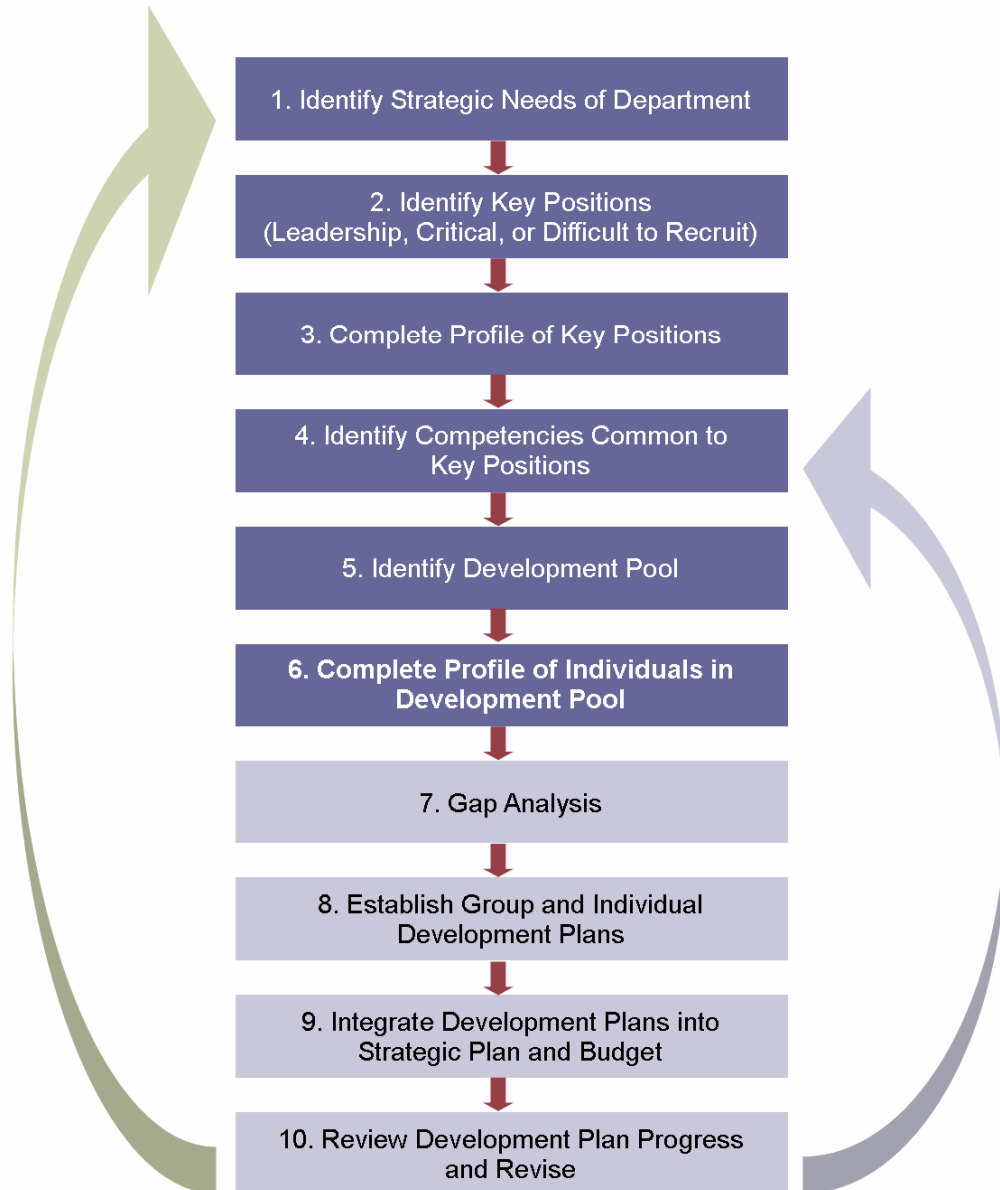 1. Identify Strategic Needs of Department
2. Identify Key Positions
(Leadership, Critical, or Difficult to Recruit)
3. Complete Profile of Key Positions
4. Identify Competencies Common to
Key Positions
5. Identify Development Pool
6. Complete Profile of Individuals in
Development Pool
7. Gap Analysis
8. Establish Group and Individual
Development Plans
9. Integrate Development Plans into
Strategic Plan and Budget
10. Review Development Plan Progress
and Revise